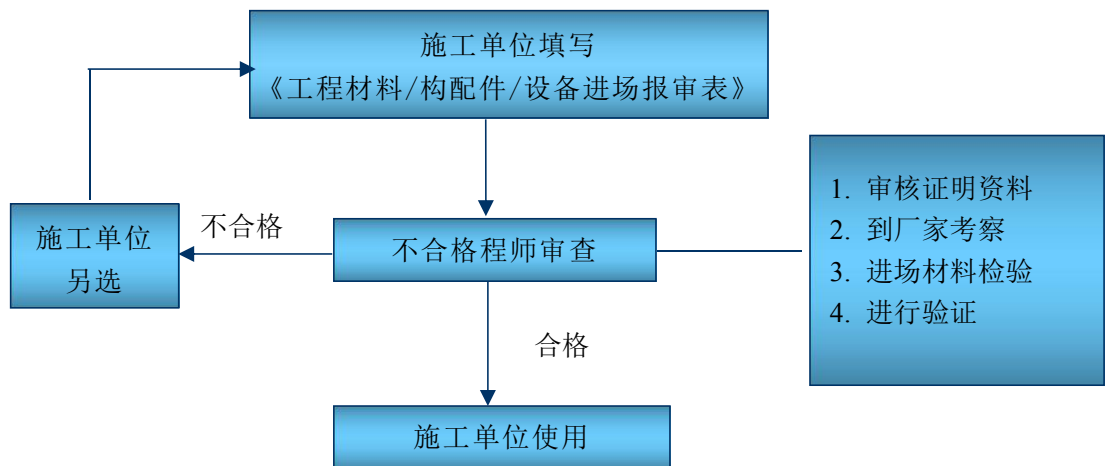 施工单位填写
《工程材料/构配件/设备进场报审表》
1. 审核证明资料
2. 到厂家考察
3. 进场材料检验
4. 进行验证
不合格程师审查
不合格
施工单位
另选
合格
施工单位使用